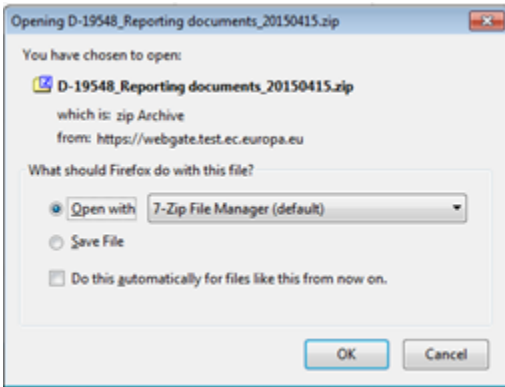 Opening D-19548_Reporting documents_20150415.zip
You have chosen to open:
D-19548_Reporting documents_20150415.zip
which is: zip Archive
from: https://webgate.test.ec.europa.eu
What should Firefox do with this file?
Open with 7-Zip File Manager (default)
Save File
Do this automatically for files like this from now on.
OK Cancel